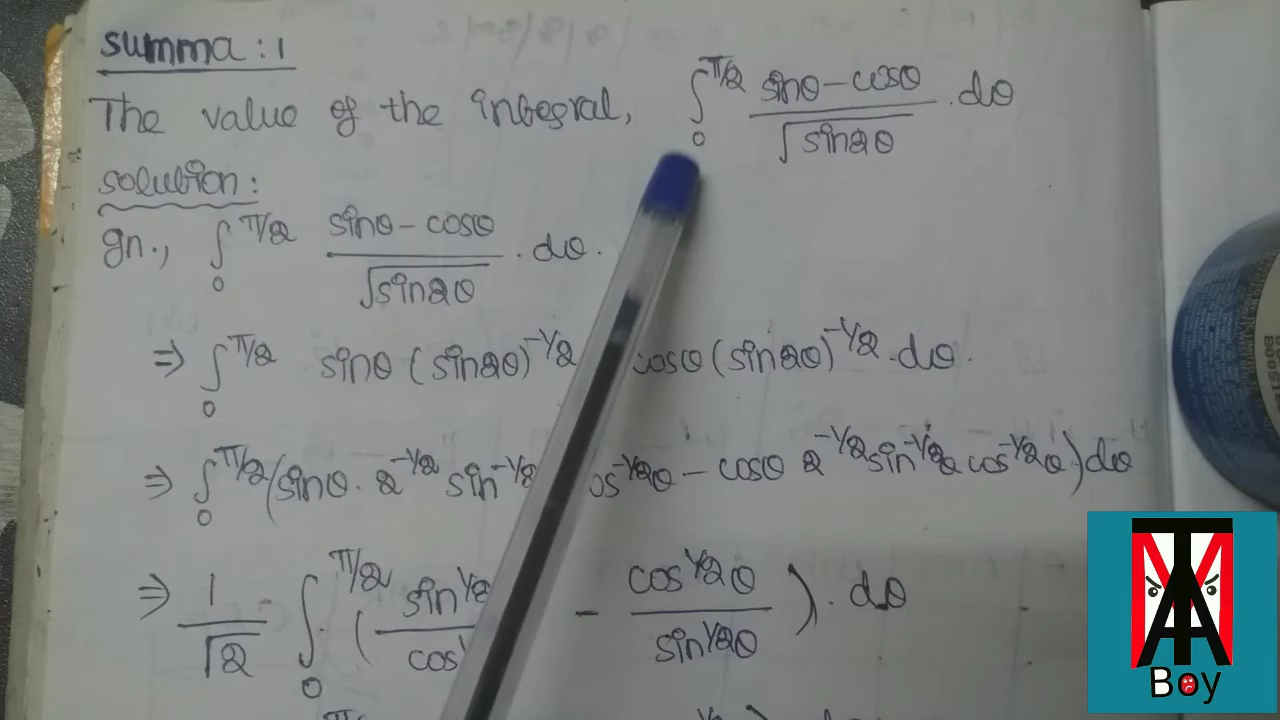 summa : 1
The value of the integral, ∫₀^π/2 (sinθ - cosθ)/√(sin2θ) . dθ
solution:
gn., ∫₀^π/2 (sinθ - cosθ)/√(sin2θ) . dθ.
⇒ ∫₀^π/2 sinθ (sin2θ)^-1/2 cosθ (sin2θ)^-1/2 . dθ.
⇒ ∫₀^π/2 (sinθ . 2^-1/2 sin^-1/2 os^-1/2θ - cosθ 2^-1/2 sin^-1/2 cos^-1/2θ) dθ
⇒ 1/√2 ∫₀^π/2 (sin^1/2 / cos - cos^1/2θ / sin^1/2θ) . dθ
MTA
Boy